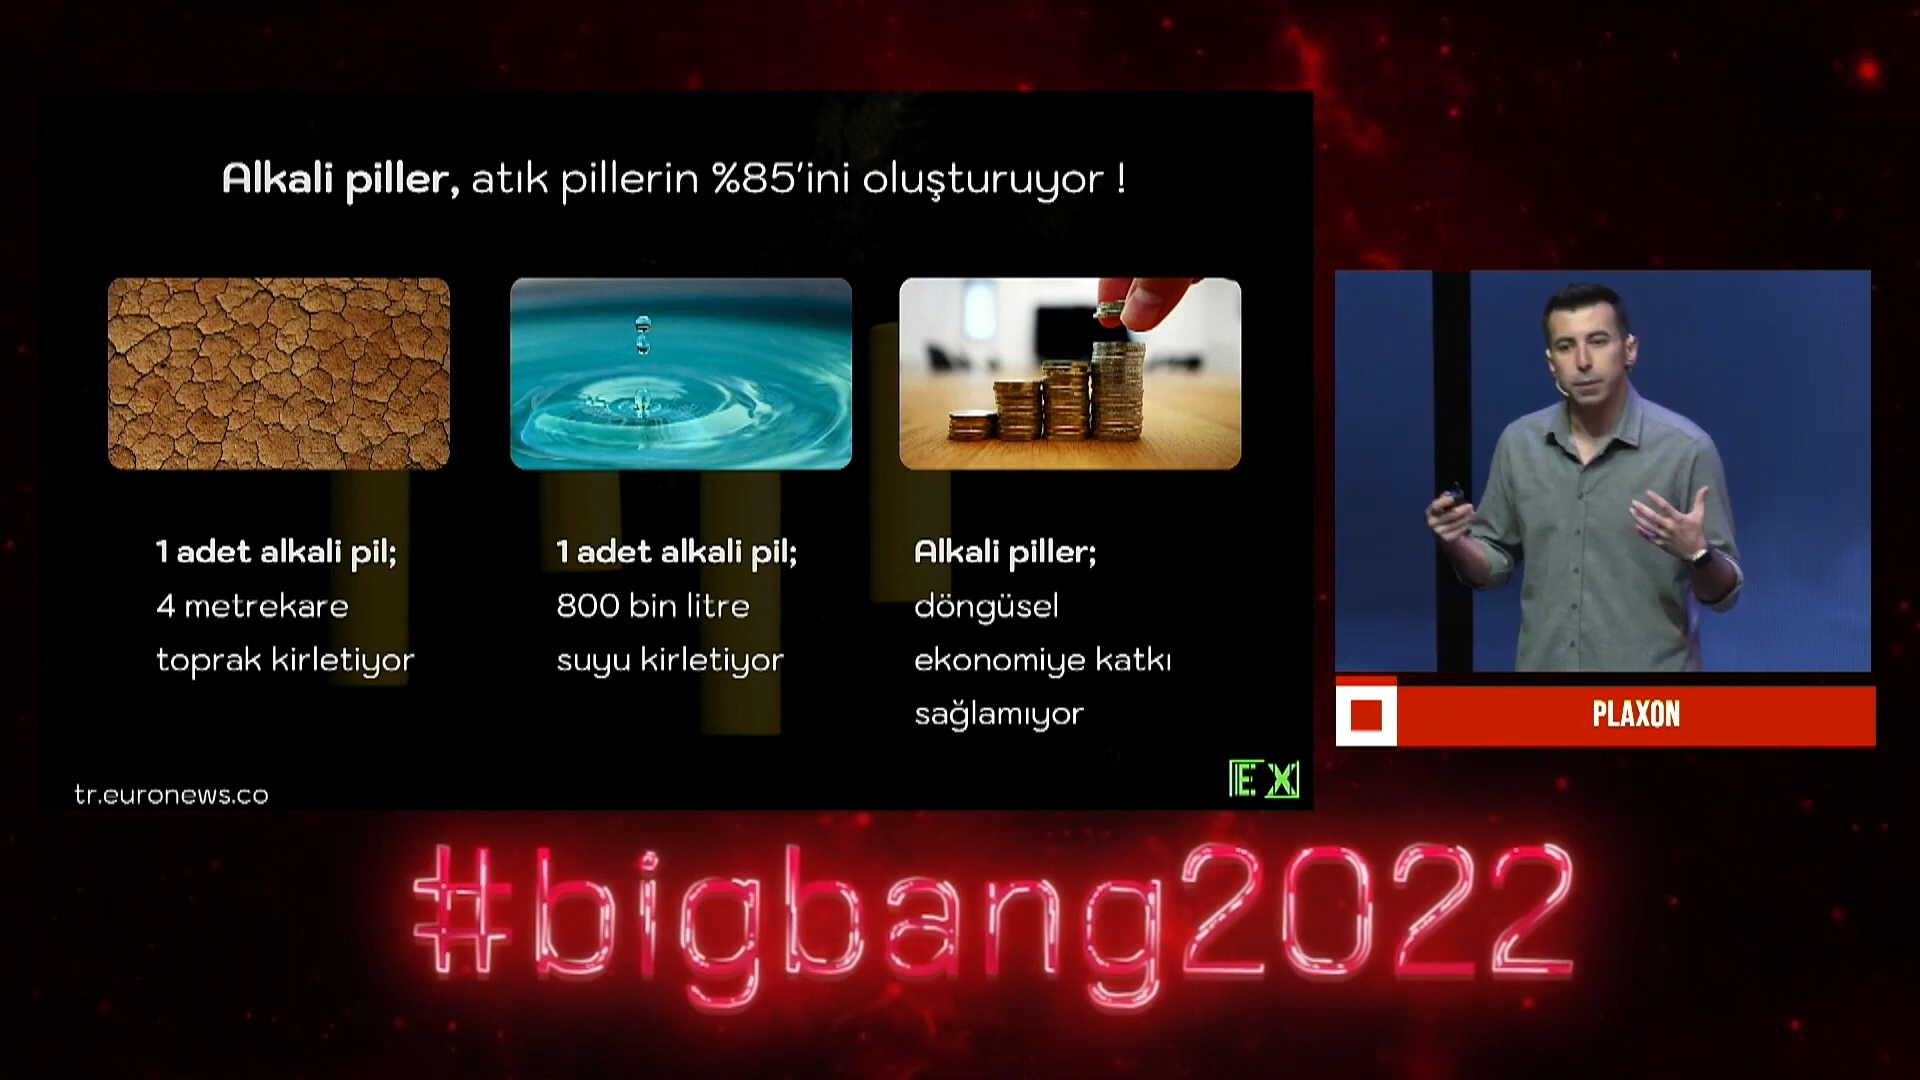 Alkali piller, atık pillerin %85'ini oluşturuyor !
1 adet alkali pil;
4 metrekare
toprak kirletiyor
1 adet alkali pil;
800 bin litre
suyu kirletiyor
Alkali piller;
döngüsel
ekonomiye katkı
sağlamıyor
tr.euronews.co
EX
PLAXON
#bigbang2022